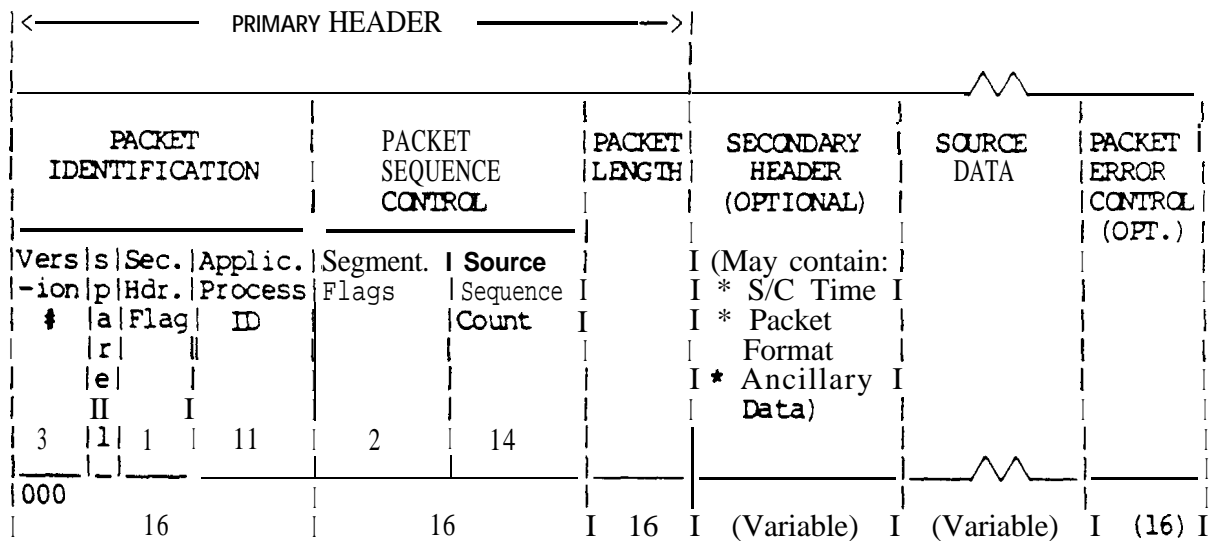 PRIMARY HEADER
PACKET IDENTIFICATION
PACKET SEQUENCE CONTROL
PACKET LENGTH
SECONDARY HEADER (OPTIONAL)
SOURCE DATA
PACKET ERROR CONTROL (OPT.)
Vers-ion #
spare
Sec. Hdr. Flag
Applic. Process ID
Segment. Flags
Source Sequence Count
(May contain:
* S/C Time
* Packet Format
* Ancillary Data)
3 1 1 11 2 14
000
16 16 16 (Variable) (Variable) (16)